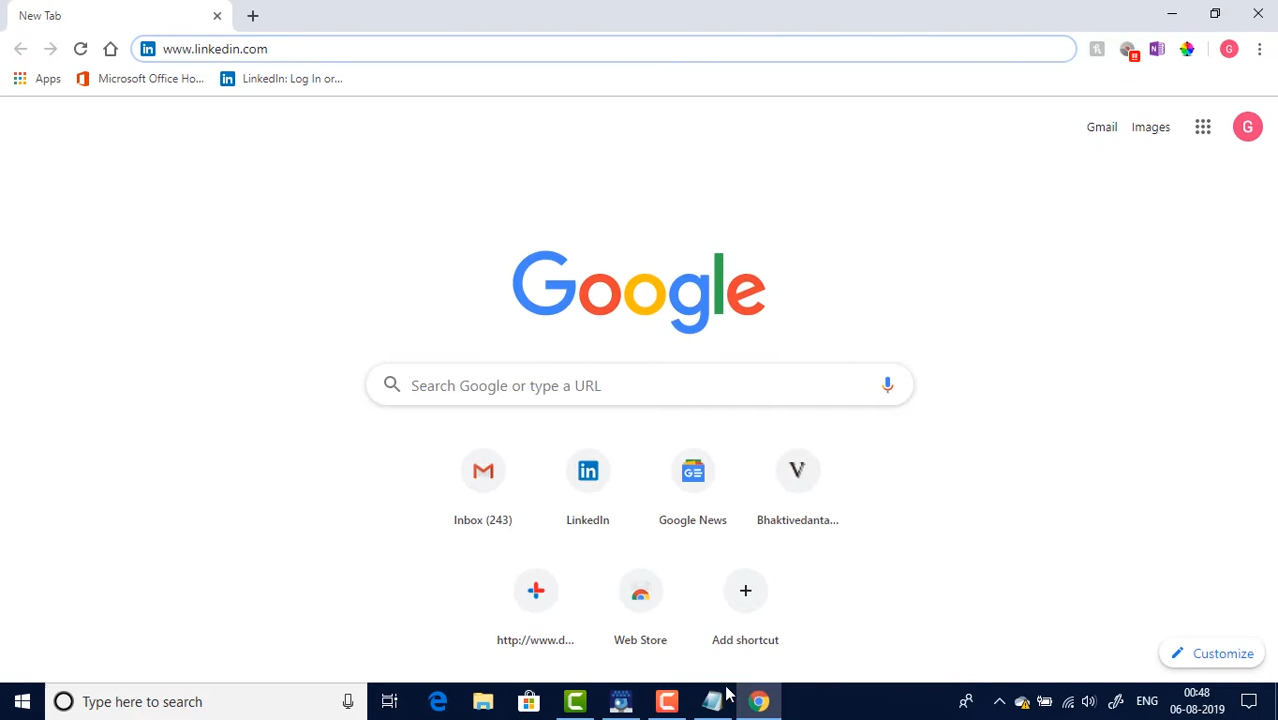 New Tab
www.linkedin.com
G
Apps
Microsoft Office Ho...
LinkedIn: Log In or...
Gmail
Images
G
Google
Search Google or type a URL
Inbox (243)
LinkedIn
Google News
Bhaktivedanta...
http://www.d...
Web Store
Add shortcut
Customize
Type here to search
ENG
00:48
06-08-2019